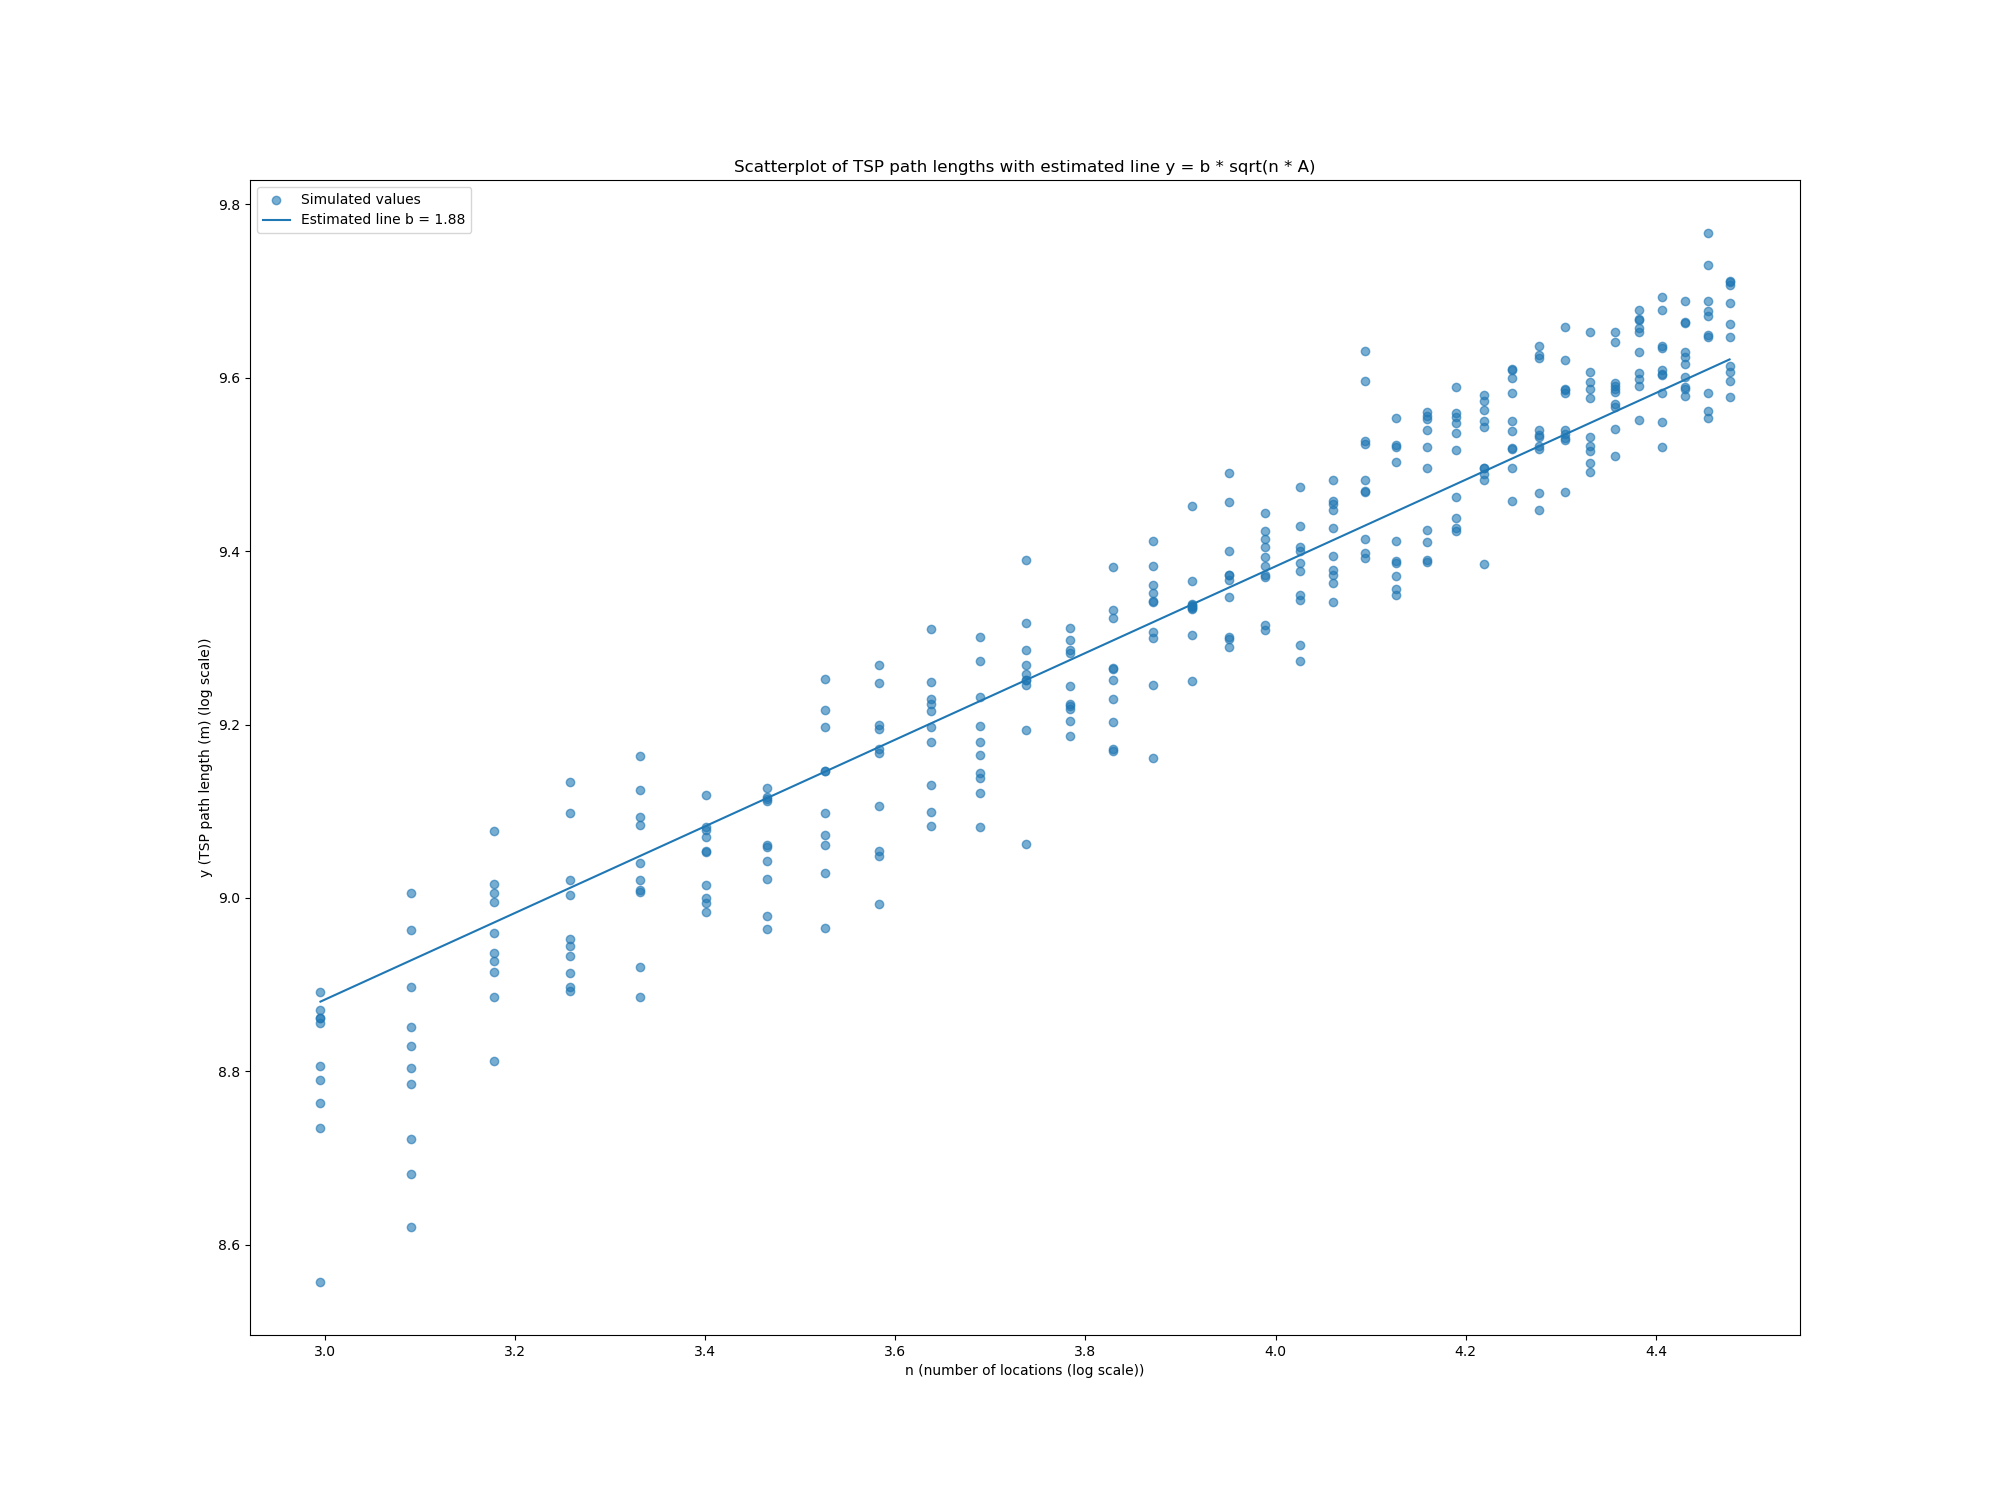 Scatterplot of TSP path lengths with estimated line y = b * sqrt(n * A)
Simulated values
Estimated line b = 1.88
y (TSP path length (m) (log scale))
9.8
9.6
9.4
9.2
9.0
8.8
8.6
3.0 3.2 3.4 3.6 3.8 4.0 4.2 4.4
n (number of locations (log scale))